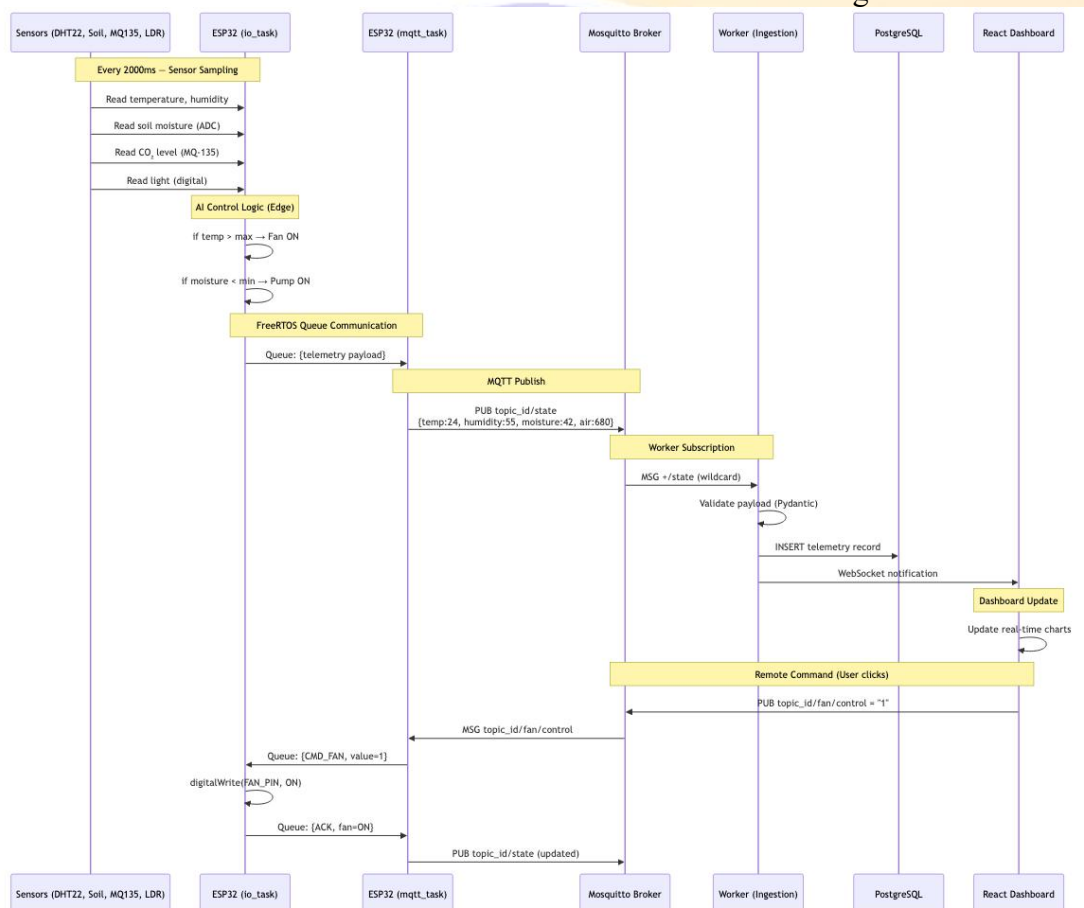 Sensors (DHT22, Soil, MQ135, LDR)
ESP32 (io_task)
ESP32 (mqtt_task)
Mosquitto Broker
Worker (Ingestion)
PostgreSQL
React Dashboard
Every 2000ms — Sensor Sampling
Read temperature, humidity
Read soil moisture (ADC)
Read CO₂ level (MQ-135)
Read light (digital)
AI Control Logic (Edge)
if temp > max → Fan ON
if moisture < min → Pump ON
FreeRTOS Queue Communication
Queue: {telemetry payload}
MQTT Publish
PUB topic_id/state
{temp:24, humidity:55, moisture:42, air:680}
Worker Subscription
MSG +/state (wildcard)
Validate payload (Pydantic)
INSERT telemetry record
WebSocket notification
Dashboard Update
Update real-time charts
Remote Command (User clicks)
PUB topic_id/fan/control = "1"
MSG topic_id/fan/control
Queue: {CMD_FAN, value=1}
digitalWrite(FAN_PIN, ON)
Queue: {ACK, fan=ON}
PUB topic_id/state (updated)
Sensors (DHT22, Soil, MQ135, LDR)
ESP32 (io_task)
ESP32 (mqtt_task)
Mosquitto Broker
Worker (Ingestion)
PostgreSQL
React Dashboard